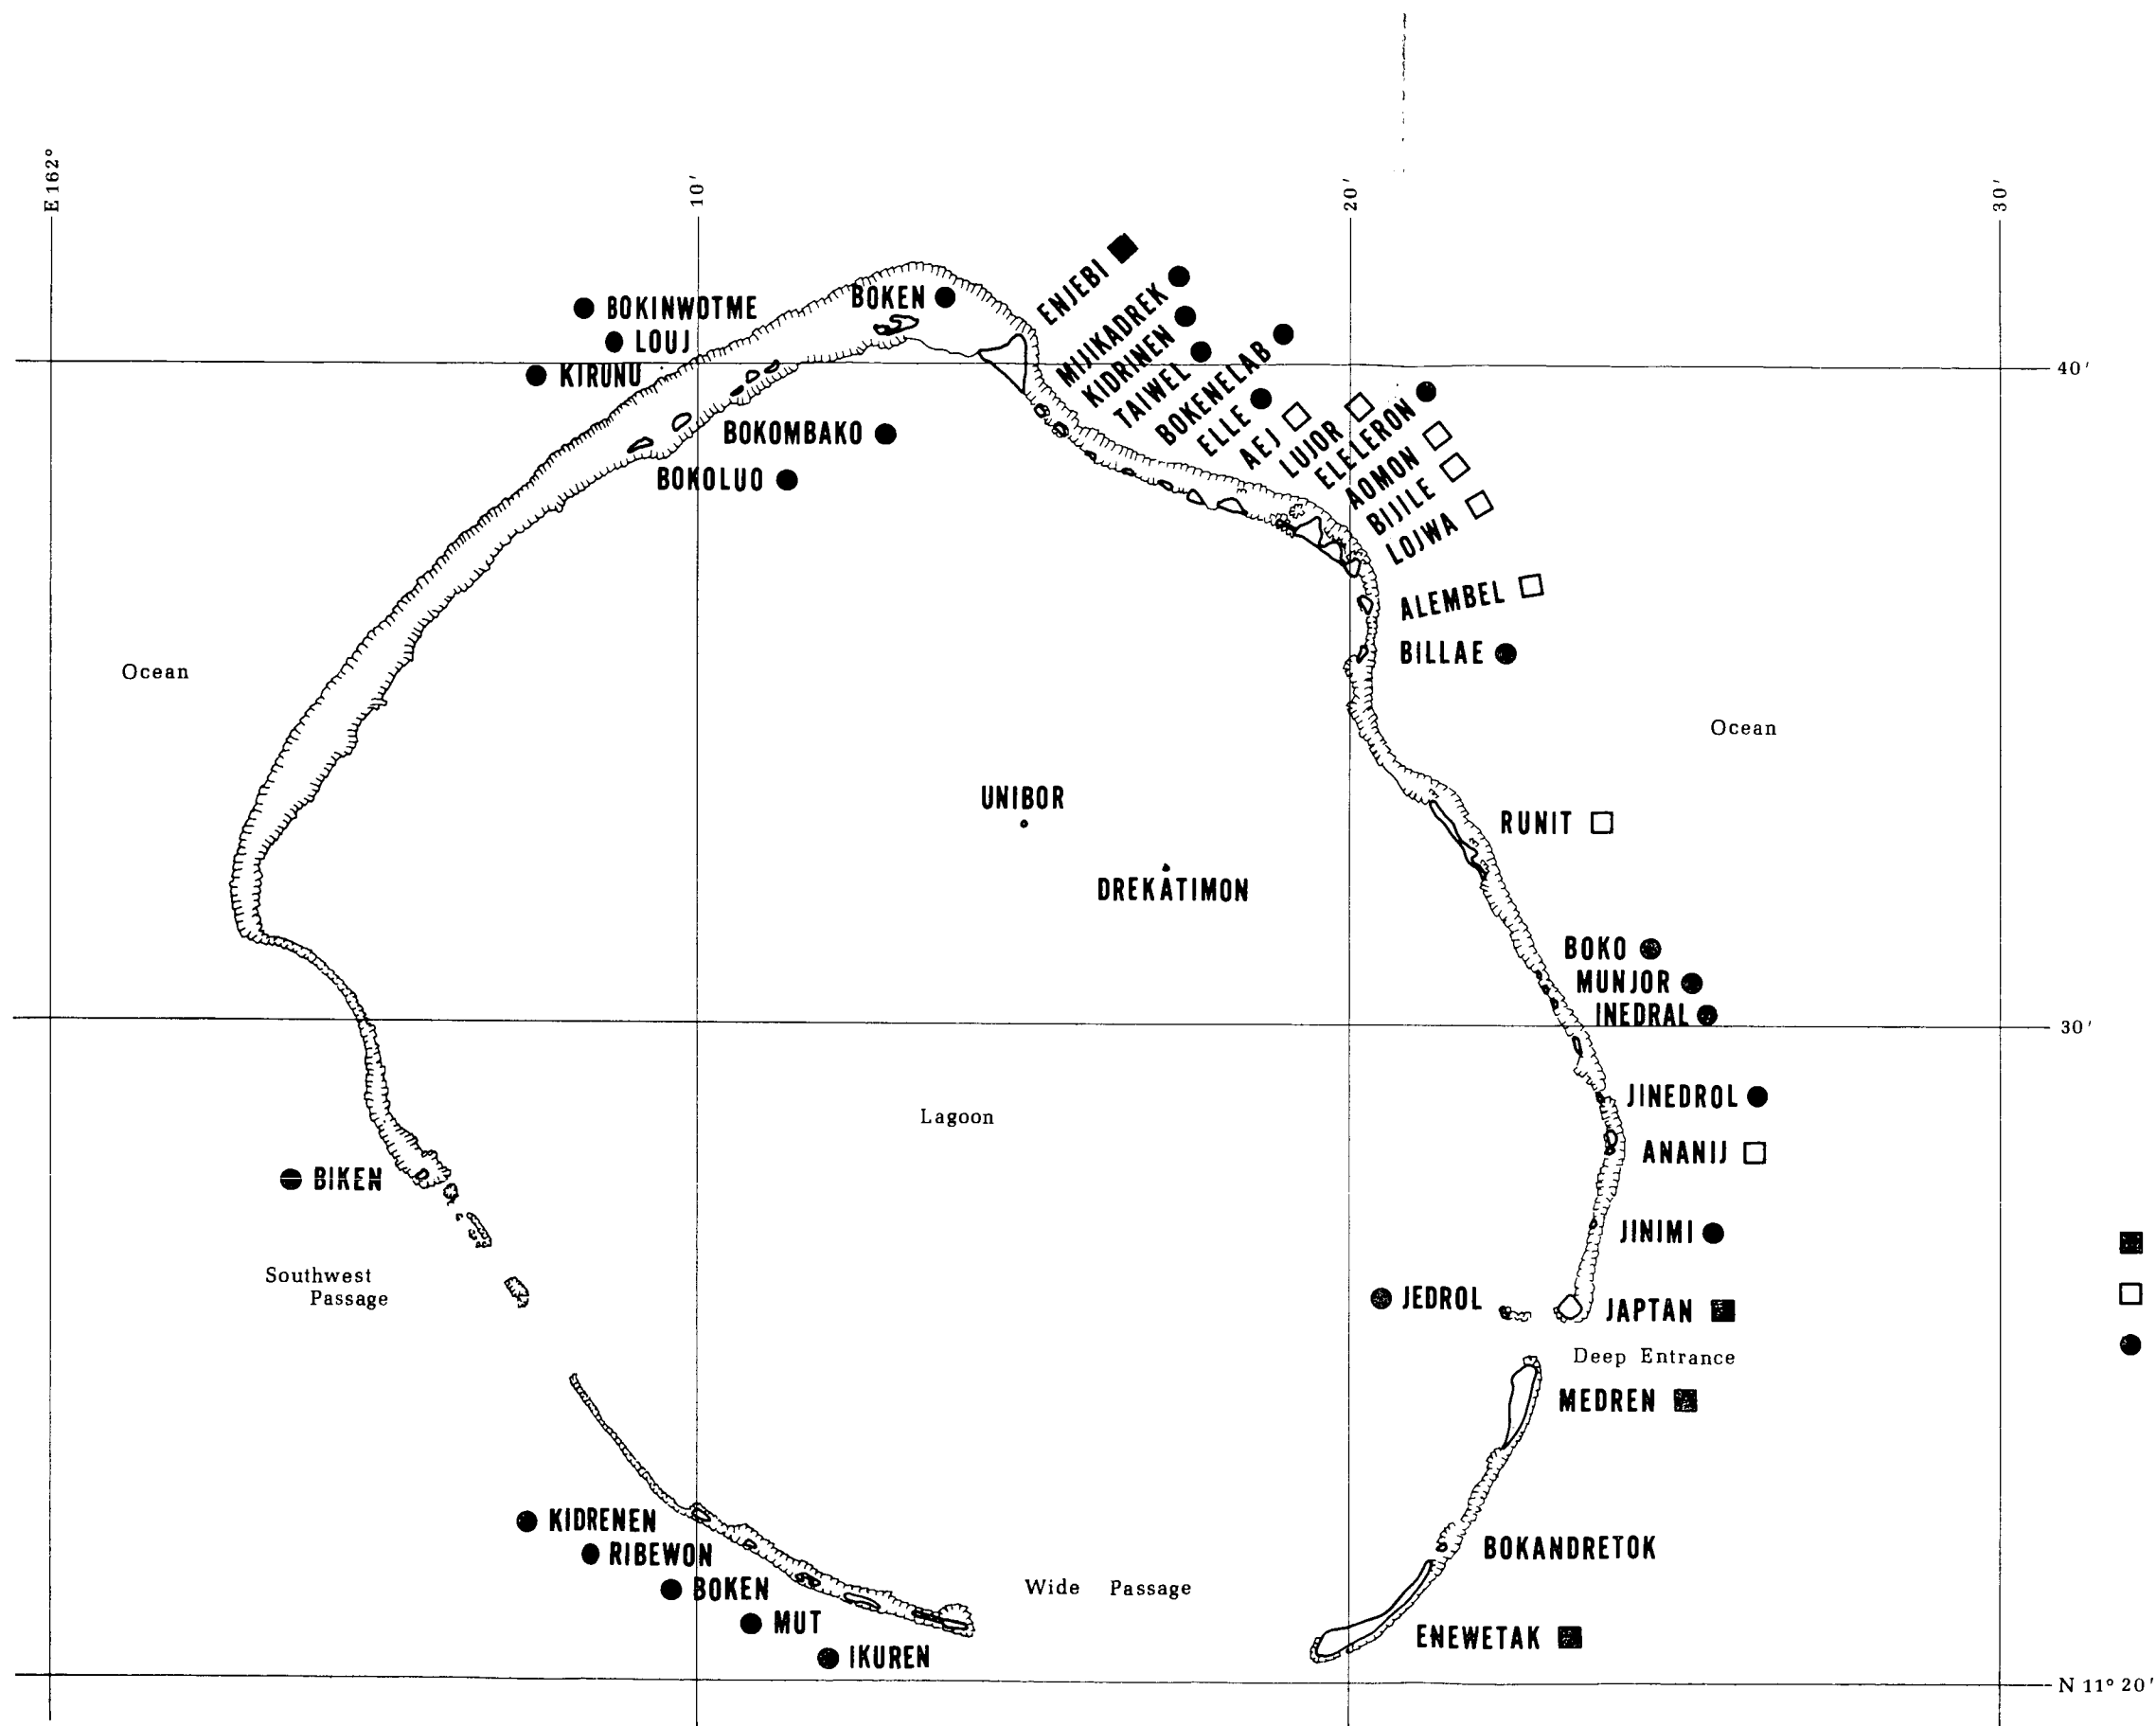 E 162°
10'
20'
30'
ENJEBI
MIJIKADREK
KIDRINEN
TAIWEL
BOKENELAB
ELLE
AEJ
LUJOR
ELELERON
AOMON
BIJILE
LOJWA
BOKEN
BOKINWOTME
LOUJ
KIRUNU
40'
BOKOMBAKO
BOKOLUO
ALEMBEL
BILLAE
Ocean
Ocean
UNIBOR
RUNIT
DREKATIMON
BOKO
MUNJOR
INEDRAL
30'
JINEDROL
Lagoon
ANANIJ
BIKEN
JINIMI
Southwest
Passage
JEDROL
JAPTAN
Deep Entrance
MEDREN
KIDRENEN
RIBEWON
BOKEN
MUT
IKUREN
BOKANDRETOK
Wide Passage
ENEWETAK
N 11° 20'